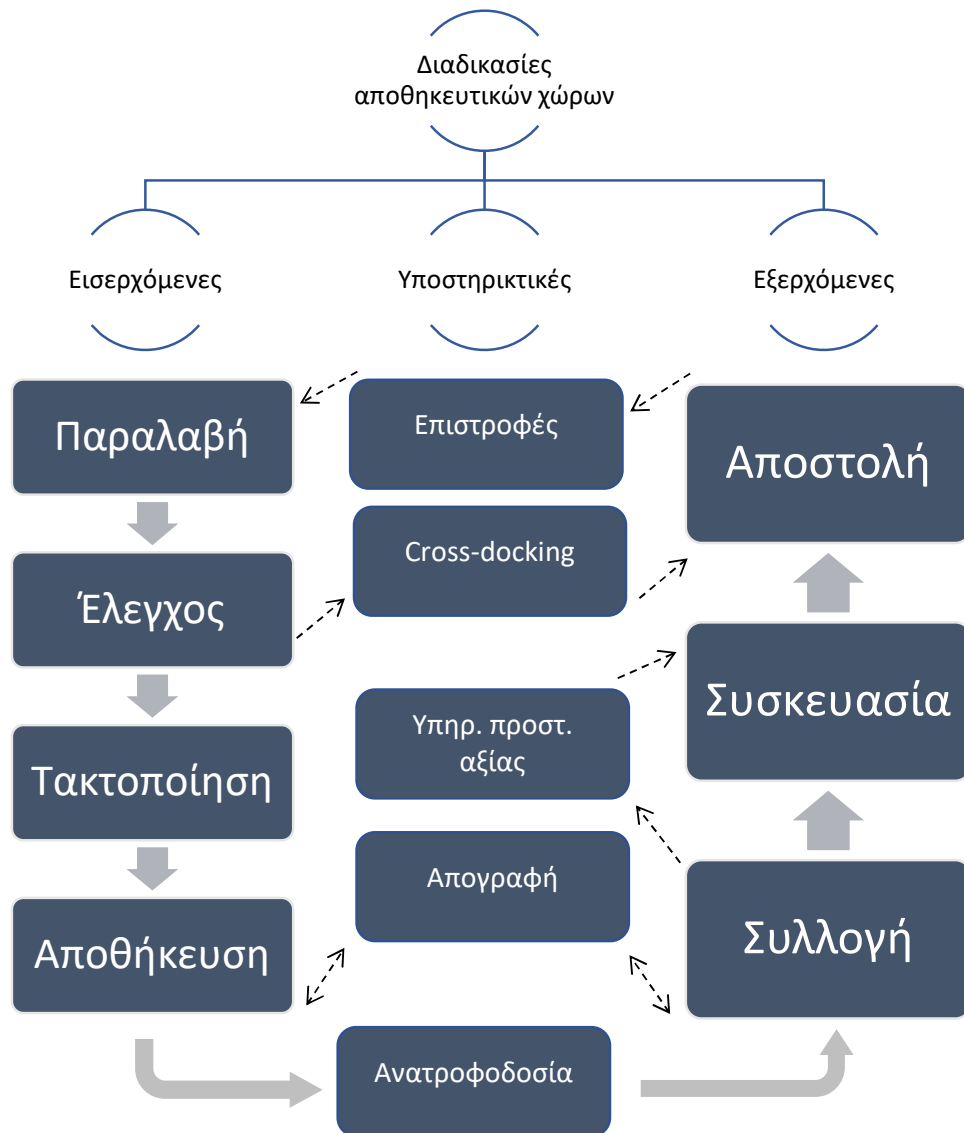 Διαδικασίες
αποθηκευτικών χώρων
Εισερχόμενες
Υποστηρικτικές
Εξερχόμενες
Παραλαβή
Έλεγχος
Τακτοποίηση
Αποθήκευση
Επιστροφές
Cross-docking
Υπηρ. προστ.
αξίας
Απογραφή
Ανατροφοδοσία
Αποστολή
Συσκευασία
Συλλογή